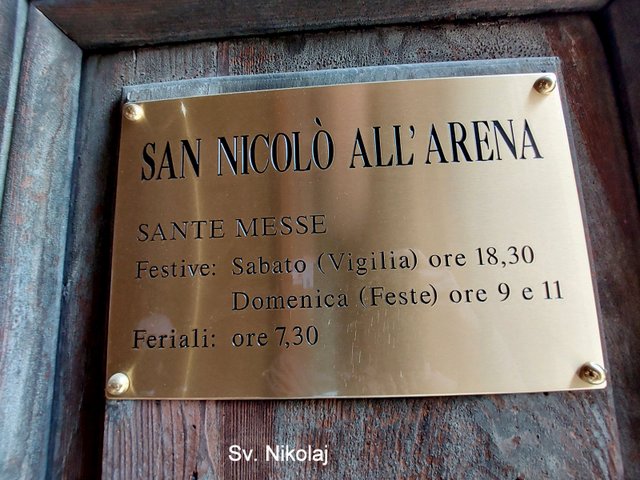 SAN NICOLÒ ALL'ARENA
SANTE MESSE
Festive: Sabato (Vigilia) ore 18,30
Domenica (Feste) ore 9 e 11
Feriali: ore 7,30
Sv. Nikolaj